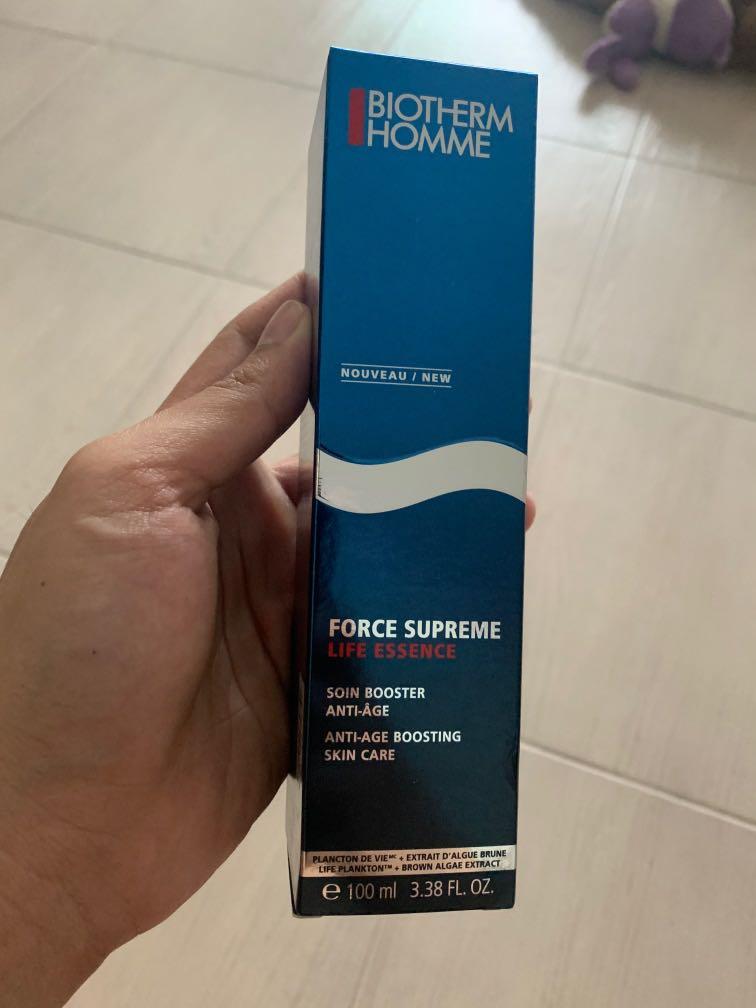 BIOTHERM
HOMME
NOUVEAU / NEW
FORCE SUPREME
LIFE ESSENCE
SOIN BOOSTER
ANTI-ÂGE
ANTI-AGE BOOSTING
SKIN CARE
PLANCTON DE VIEᴹᶜ + EXTRAIT D'ALGUE BRUNE
LIFE PLANKTON™ + BROWN ALGAE EXTRACT
℮ 100 ml 3.38 FL. OZ.